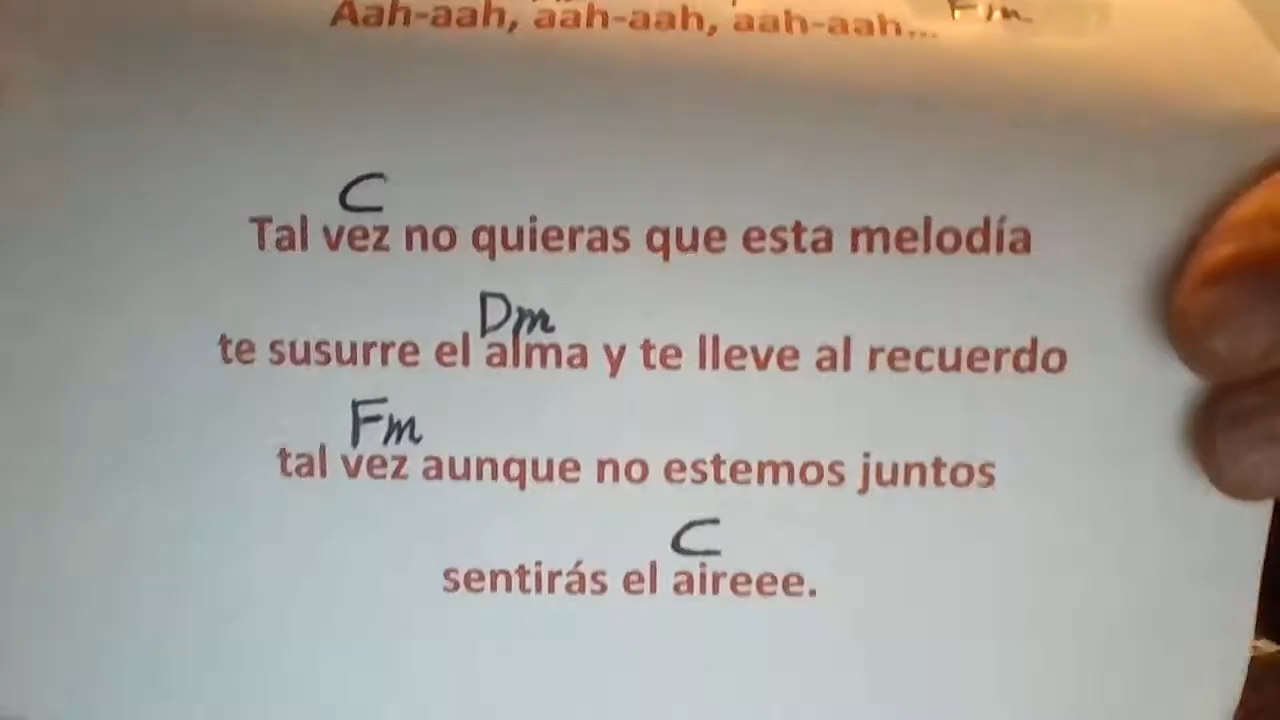 Aah-aah, aah-aah, aah-aah... Fm
C
Tal vez no quieras que esta melodía
Dm
te susurre el alma y te lleve al recuerdo
Fm
tal vez aunque no estemos juntos
C
sentirás el aireee.